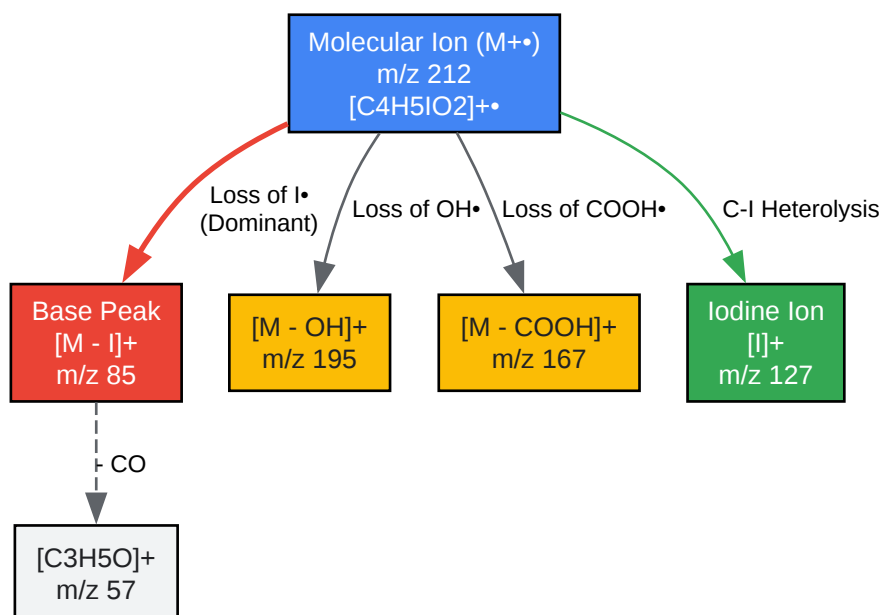 Molecular Ion (M+•)
m/z 212
[C4H5IO2]+•
Loss of I•
(Dominant)
Loss of OH•
Loss of COOH•
C-I Heterolysis
Base Peak
[M - I]+
m/z 85
[M - OH]+
m/z 195
[M - COOH]+
m/z 167
Iodine Ion
[I]+
m/z 127
- CO
[C3H5O]+
m/z 57